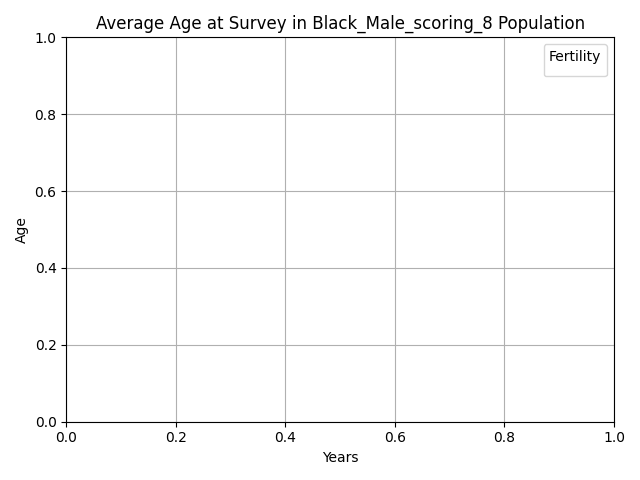 Average Age at Survey in Black_Male_scoring_8 Population
Fertility
1.0
0.8
0.6
0.4
0.2
0.0
Age
0.0 0.2 0.4 0.6 0.8 1.0
Years